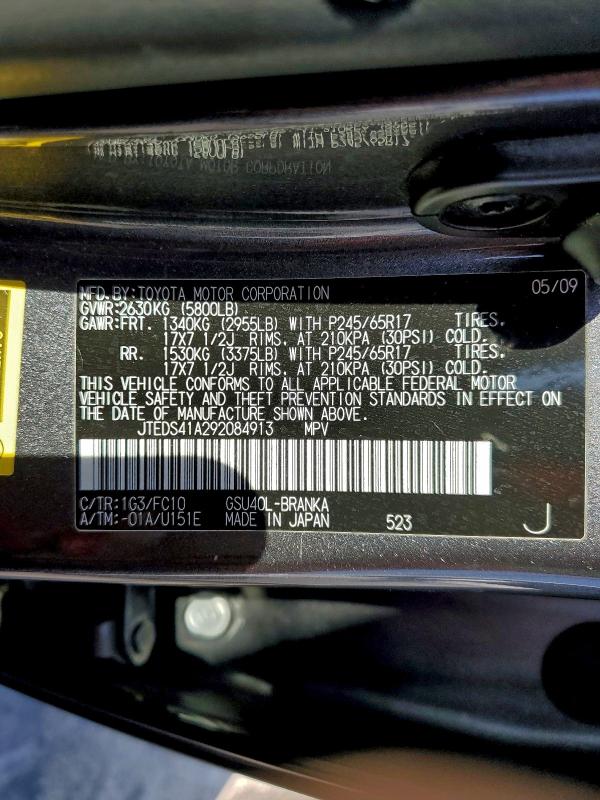 MFD.BY:TOYOTA MOTOR CORPORATION 05/09
GVWR:2630KG (5800LB)
GAWR:FRT. 1340KG (2955LB) WITH P245/65R17 TIRES.
17X7 1/2J RIMS. AT 210KPA (30PSI) COLD.
RR. 1530KG (3375LB) WITH P245/65R17 TIRES.
17X7 1/2J RIMS. AT 210KPA (30PSI) COLD.
THIS VEHICLE CONFORMS TO ALL APPLICABLE FEDERAL MOTOR
VEHICLE SAFETY AND THEFT PREVENTION STANDARDS IN EFFECT ON
THE DATE OF MANUFACTURE SHOWN ABOVE.
JTEDS41A292084913 MPV
C/TR:1G3/FC10 GSU40L-BRANKA
A/TM:-01A/U151E MADE IN JAPAN 523 J